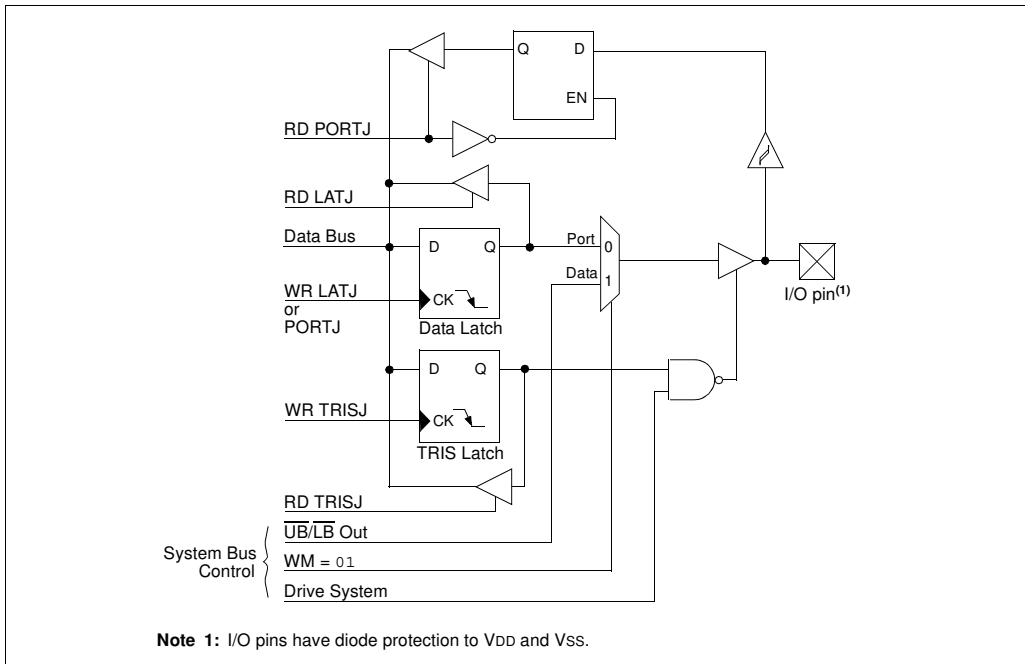 Q D
EN
RD PORTJ
RD LATJ
Data Bus
D Q
Port 0
Data 1
WR LATJ
or
PORTJ
CK
Data Latch
I/O pin(1)
D Q
WR TRISJ
CK
TRIS Latch
RD TRISJ
U̅B̅/L̅B̅ Out
System Bus
Control
WM = 01
Drive System
Note 1: I/O pins have diode protection to VDD and VSS.